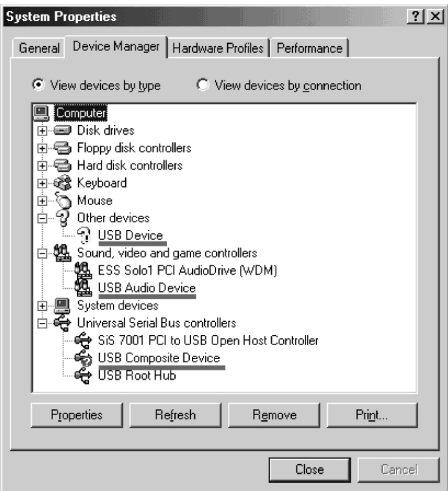 System Properties
General Device Manager Hardware Profiles Performance
View devices by type View devices by connection
Computer
Disk drives
Floppy disk controllers
Hard disk controllers
Keyboard
Mouse
Other devices
USB Device
Sound, video and game controllers
ESS Solo1 PCI AudioDrive (WDM)
USB Audio Device
System devices
Universal Serial Bus controllers
SiS 7001 PCI to USB Open Host Controller
USB Composite Device
USB Root Hub
Properties Refresh Remove Print...
Close Cancel